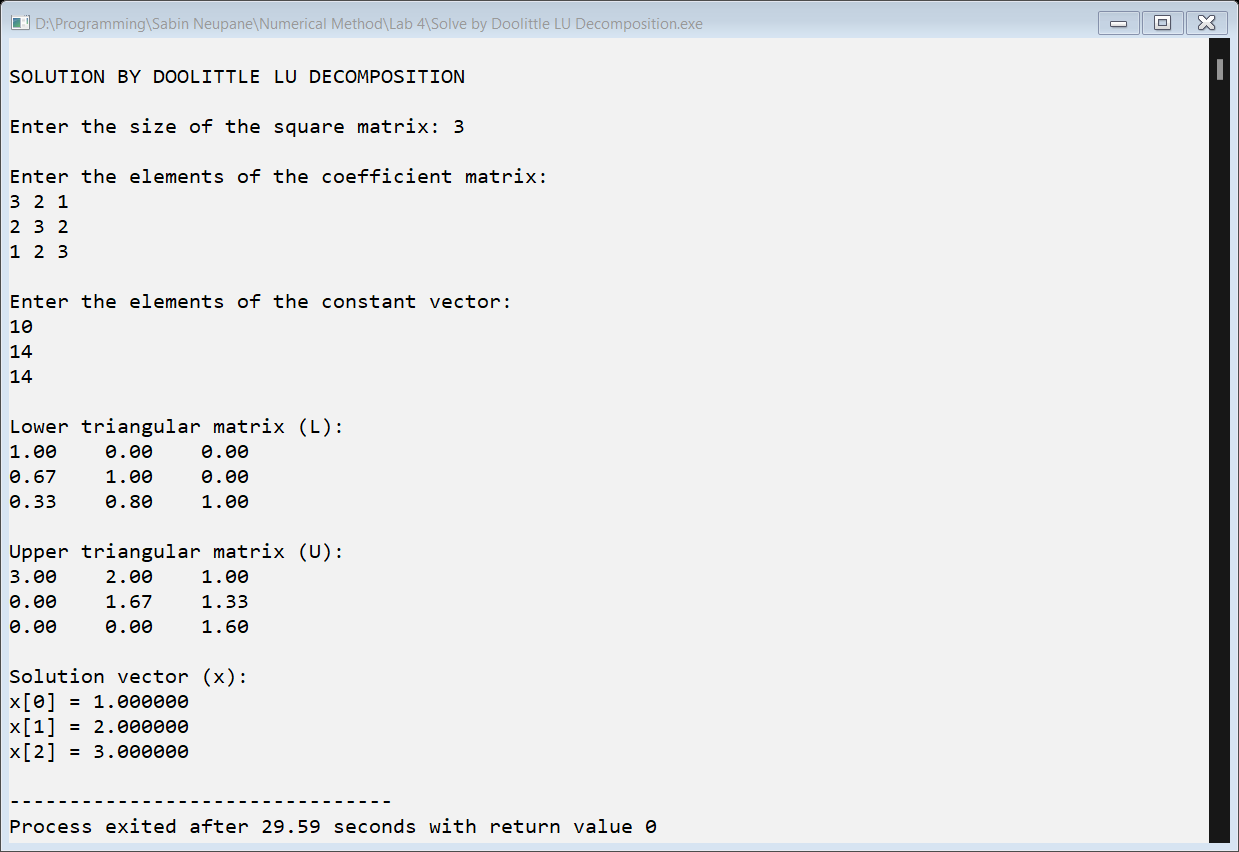 D:\Programming\Sabin Neupane\Numerical Method\Lab 4\Solve by Doolittle LU Decomposition.exe
SOLUTION BY DOOLITTLE LU DECOMPOSITION
Enter the size of the square matrix: 3
Enter the elements of the coefficient matrix:
3 2 1
2 3 2
1 2 3
Enter the elements of the constant vector:
10
14
14
Lower triangular matrix (L):
1.00    0.00    0.00
0.67    1.00    0.00
0.33    0.80    1.00
Upper triangular matrix (U):
3.00    2.00    1.00
0.00    1.67    1.33
0.00    0.00    1.60
Solution vector (x):
x[0] = 1.000000
x[1] = 2.000000
x[2] = 3.000000
--------------------------------
Process exited after 29.59 seconds with return value 0